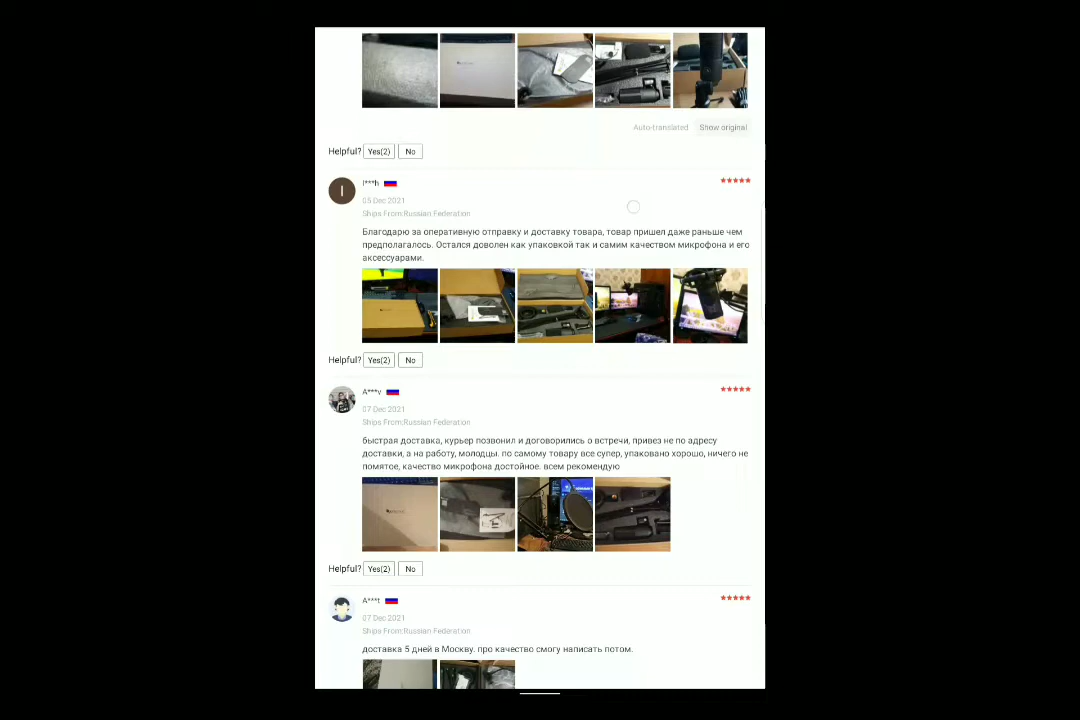 Auto-translated Show original
Helpful? Yes(2) No
I I***h
05 Dec 2021
Ships From:Russian Federation
Благодарю за оперативную отправку и доставку товара, товар пришел даже раньше чем
предполагалось. Остался доволен как упаковкой так и самим качеством микрофона и его
аксессуарами.
Helpful? Yes(2) No
A***v
07 Dec 2021
Ships From:Russian Federation
быстрая доставка, курьер позвонил и договорились о встречи, привез не по адресу
доставки, а на работу, молодцы. по самому товару все супер, упаковано хорошо, ничего не
помятое, качество микрофона достойное. всем рекомендую
Helpful? Yes(2) No
A***t
07 Dec 2021
Ships From:Russian Federation
доставка 5 дней в Москву. про качество смогу написать потом.